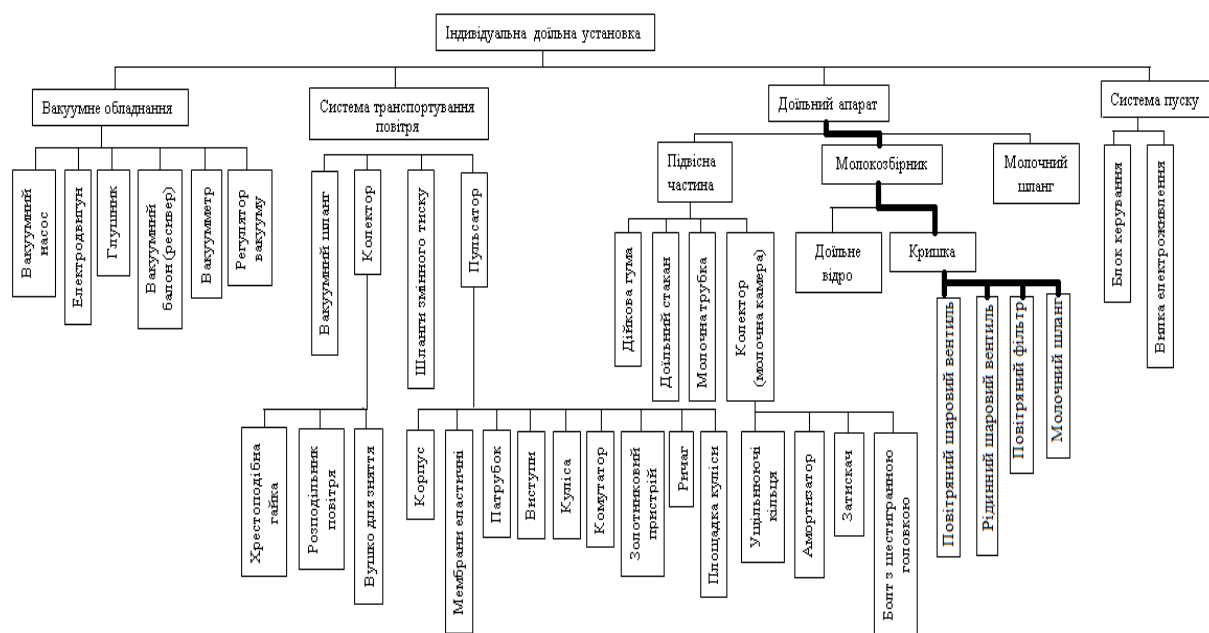 Індивідуальна доїльна установка
Вакуумне обладнання
Система транспортування
повітря
Доїльний апарат
Система пуску
Вакуумний
насос
Електродвигун
Глушник
Вакуумний
балон (ресивер)
Вакуумметр
Регулятор
вакууму
Вакуумний шланг
Колектор
Шланги змінного тиску
Пульсатор
Підвісна
частина
Молокозбірник
Молочний
шланг
Блок керування
Вилка електроживлення
Дійкова гума
Доїльний стакан
Молочна трубка
Колектор
(молочна камера)
Доїльне
відро
Кришка
Повітряний шаровий вентиль
Рідинний шаровий вентиль
Повітряний фільтр
Молочний шланг
Хрестоподібна
гайка
Розподільник
повітря
Вушко для зняття
Корпус
Мембрани еластичні
Патрубок
Виступи
Куліса
Комутатор
Золотниковий
пристрій
Ричаг
Площадка куліси
Ущільнюючі
кільця
Амортизатор
Затискач
Болт з шестигранною
головкою